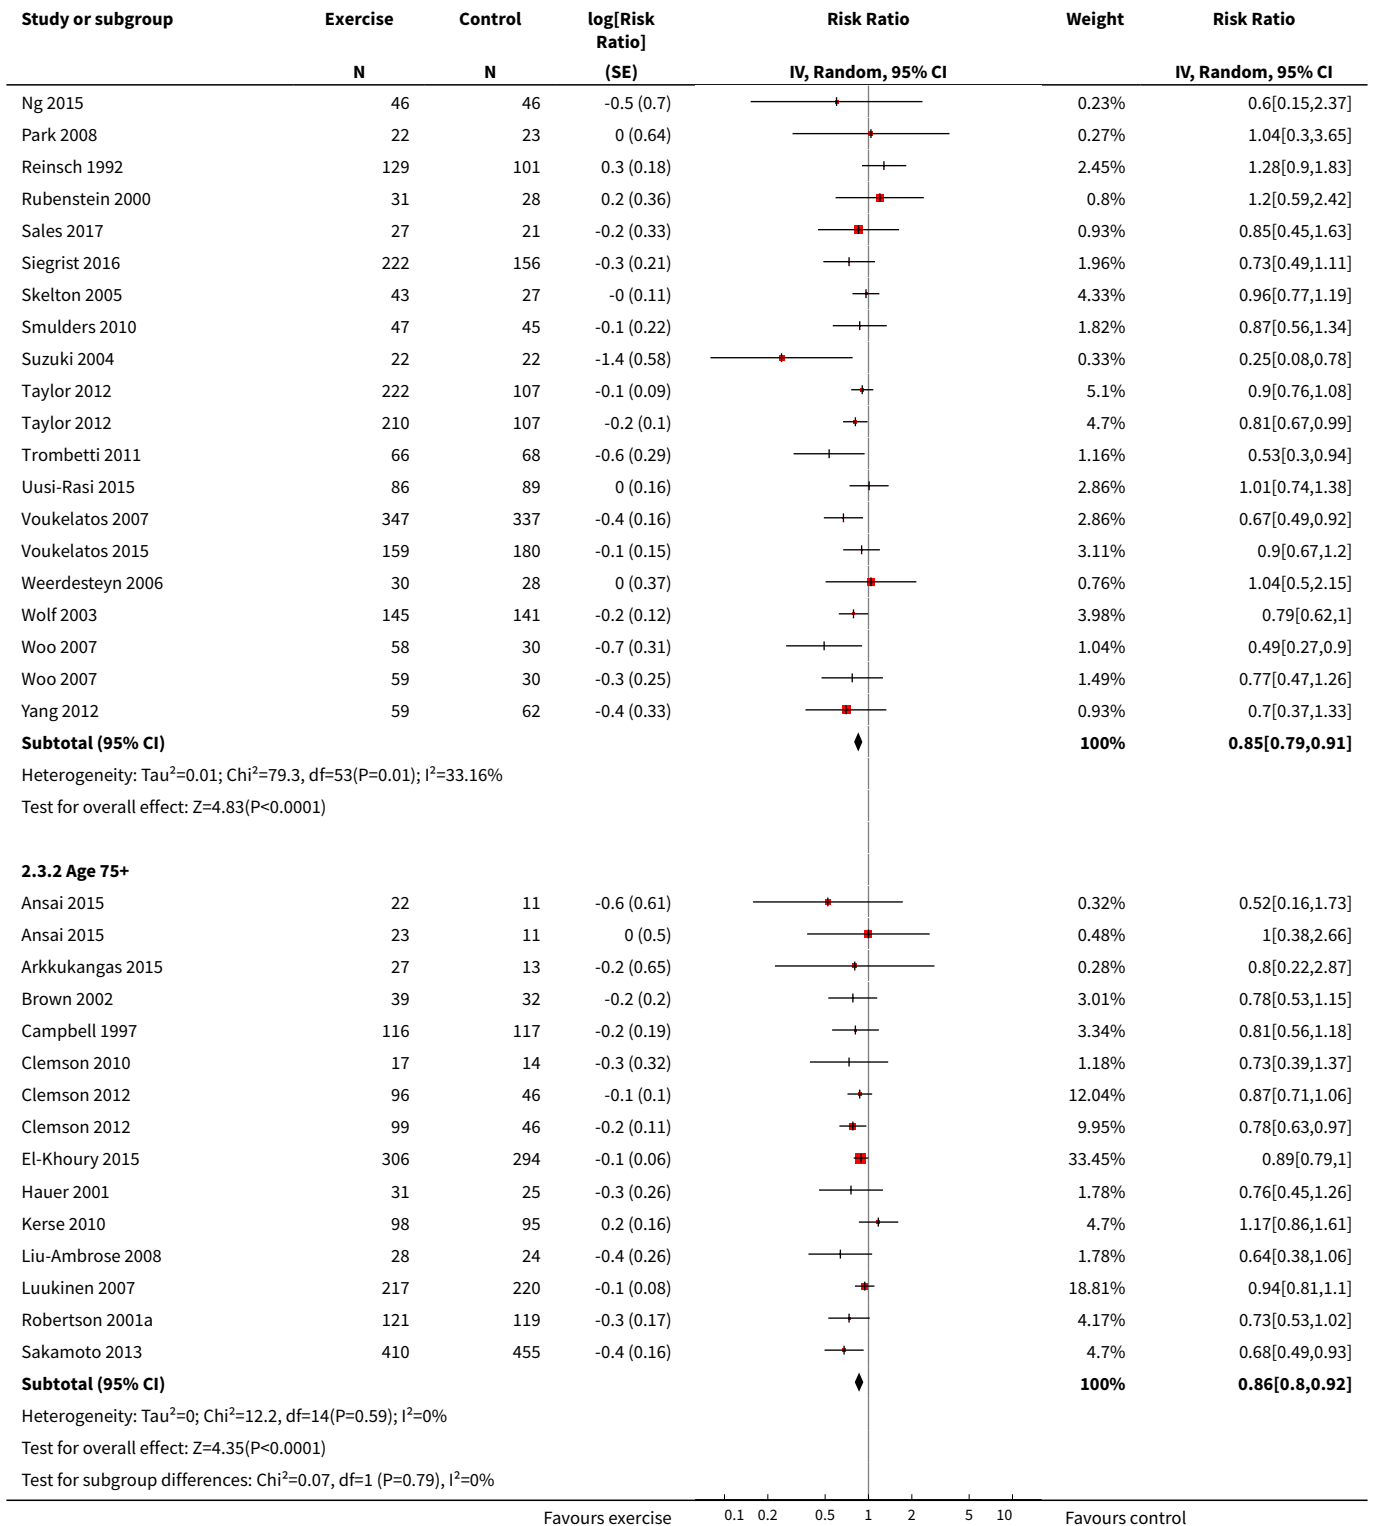 Study or subgroup Exercise Control log[Risk Ratio] Risk Ratio Weight Risk Ratio
N N (SE) IV, Random, 95% CI IV, Random, 95% CI
Ng 2015 46 46 -0.5 (0.7) 0.23% 0.6[0.15,2.37]
Park 2008 22 23 0 (0.64) 0.27% 1.04[0.3,3.65]
Reinsch 1992 129 101 0.3 (0.18) 2.45% 1.28[0.9,1.83]
Rubenstein 2000 31 28 0.2 (0.36) 0.8% 1.2[0.59,2.42]
Sales 2017 27 21 -0.2 (0.33) 0.93% 0.85[0.45,1.63]
Siegrist 2016 222 156 -0.3 (0.21) 1.96% 0.73[0.49,1.11]
Skelton 2005 43 27 -0 (0.11) 4.33% 0.96[0.77,1.19]
Smulders 2010 47 45 -0.1 (0.22) 1.82% 0.87[0.56,1.34]
Suzuki 2004 22 22 -1.4 (0.58) 0.33% 0.25[0.08,0.78]
Taylor 2012 222 107 -0.1 (0.09) 5.1% 0.9[0.76,1.08]
Taylor 2012 210 107 -0.2 (0.1) 4.7% 0.81[0.67,0.99]
Trombetti 2011 66 68 -0.6 (0.29) 1.16% 0.53[0.3,0.94]
Uusi-Rasi 2015 86 89 0 (0.16) 2.86% 1.01[0.74,1.38]
Voukelatos 2007 347 337 -0.4 (0.16) 2.86% 0.67[0.49,0.92]
Voukelatos 2015 159 180 -0.1 (0.15) 3.11% 0.9[0.67,1.2]
Weerdesteyn 2006 30 28 0 (0.37) 0.76% 1.04[0.5,2.15]
Wolf 2003 145 141 -0.2 (0.12) 3.98% 0.79[0.62,1]
Woo 2007 58 30 -0.7 (0.31) 1.04% 0.49[0.27,0.9]
Woo 2007 59 30 -0.3 (0.25) 1.49% 0.77[0.47,1.26]
Yang 2012 59 62 -0.4 (0.33) 0.93% 0.7[0.37,1.33]
Subtotal (95% CI) 100% 0.85[0.79,0.91]
Heterogeneity: Tau²=0.01; Chi²=79.3, df=53(P=0.01); I²=33.16%
Test for overall effect: Z=4.83(P<0.0001)
2.3.2 Age 75+
Ansai 2015 22 11 -0.6 (0.61) 0.32% 0.52[0.16,1.73]
Ansai 2015 23 11 0 (0.5) 0.48% 1[0.38,2.66]
Arkkukangas 2015 27 13 -0.2 (0.65) 0.28% 0.8[0.22,2.87]
Brown 2002 39 32 -0.2 (0.2) 3.01% 0.78[0.53,1.15]
Campbell 1997 116 117 -0.2 (0.19) 3.34% 0.81[0.56,1.18]
Clemson 2010 17 14 -0.3 (0.32) 1.18% 0.73[0.39,1.37]
Clemson 2012 96 46 -0.1 (0.1) 12.04% 0.87[0.71,1.06]
Clemson 2012 99 46 -0.2 (0.11) 9.95% 0.78[0.63,0.97]
El-Khoury 2015 306 294 -0.1 (0.06) 33.45% 0.89[0.79,1]
Hauer 2001 31 25 -0.3 (0.26) 1.78% 0.76[0.45,1.26]
Kerse 2010 98 95 0.2 (0.16) 4.7% 1.17[0.86,1.61]
Liu-Ambrose 2008 28 24 -0.4 (0.26) 1.78% 0.64[0.38,1.06]
Luukinen 2007 217 220 -0.1 (0.08) 18.81% 0.94[0.81,1.1]
Robertson 2001a 121 119 -0.3 (0.17) 4.17% 0.73[0.53,1.02]
Sakamoto 2013 410 455 -0.4 (0.16) 4.7% 0.68[0.49,0.93]
Subtotal (95% CI) 100% 0.86[0.8,0.92]
Heterogeneity: Tau²=0; Chi²=12.2, df=14(P=0.59); I²=0%
Test for overall effect: Z=4.35(P<0.0001)
Test for subgroup differences: Chi²=0.07, df=1 (P=0.79), I²=0%
Favours exercise 0.1 0.2 0.5 1 2 5 10 Favours control